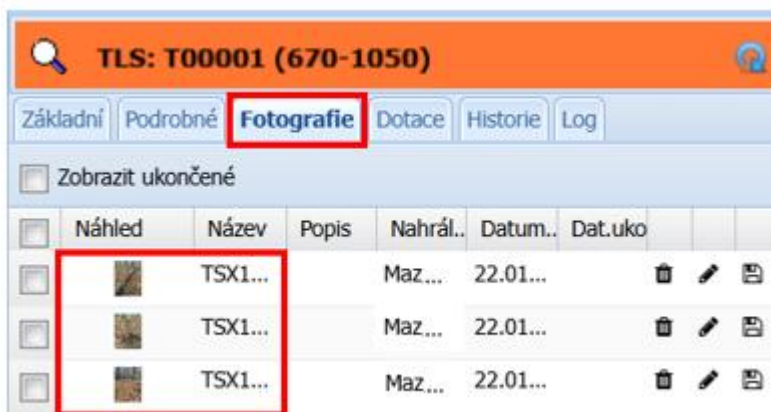 TLS: T00001 (670-1050)
Základní Podrobné Fotografie Dotace Historie Log
Zobrazit ukončené
Náhled Název Popis Nahrál.. Datum.. Dat.uko
TSX1... Maz... 22.01...
TSX1... Maz... 22.01...
TSX1... Maz... 22.01...